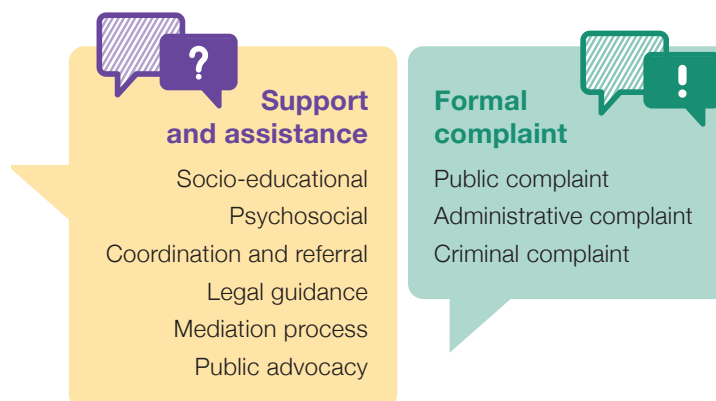 ?
Support
and assistance
Socio-educational
Psychosocial
Coordination and referral
Legal guidance
Mediation process
Public advocacy
!
Formal
complaint
Public complaint
Administrative complaint
Criminal complaint